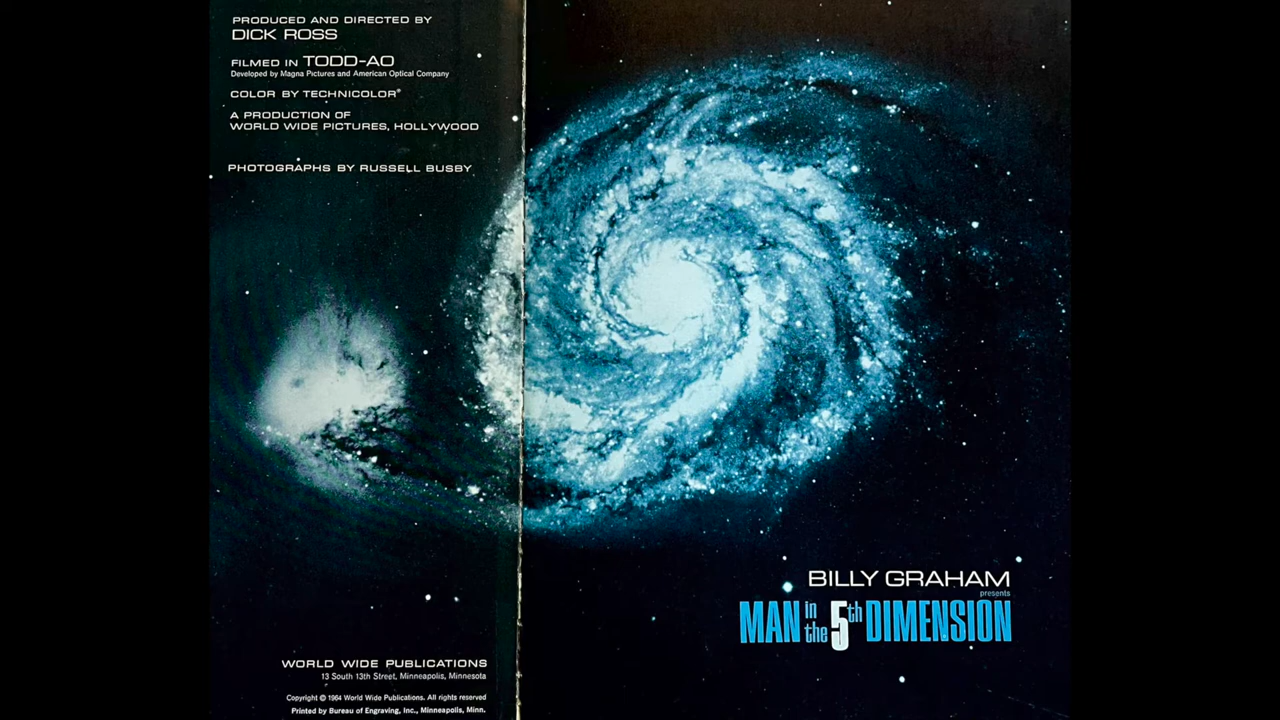 PRODUCED AND DIRECTED BY
DICK ROSS
FILMED IN TODD-AO
Developed by Magna Pictures and American Optical Company
COLOR BY TECHNICOLOR®
A PRODUCTION OF
WORLD WIDE PICTURES, HOLLYWOOD
PHOTOGRAPHS BY RUSSELL BUSBY
WORLD WIDE PUBLICATIONS
13 South 13th Street, Minneapolis, Minnesota
Copyright © 1964 World Wide Publications. All rights reserved
Printed by Bureau of Engraving, Inc., Minneapolis, Minn.
BILLY GRAHAM
presents
MAN in the 5th DIMENSION